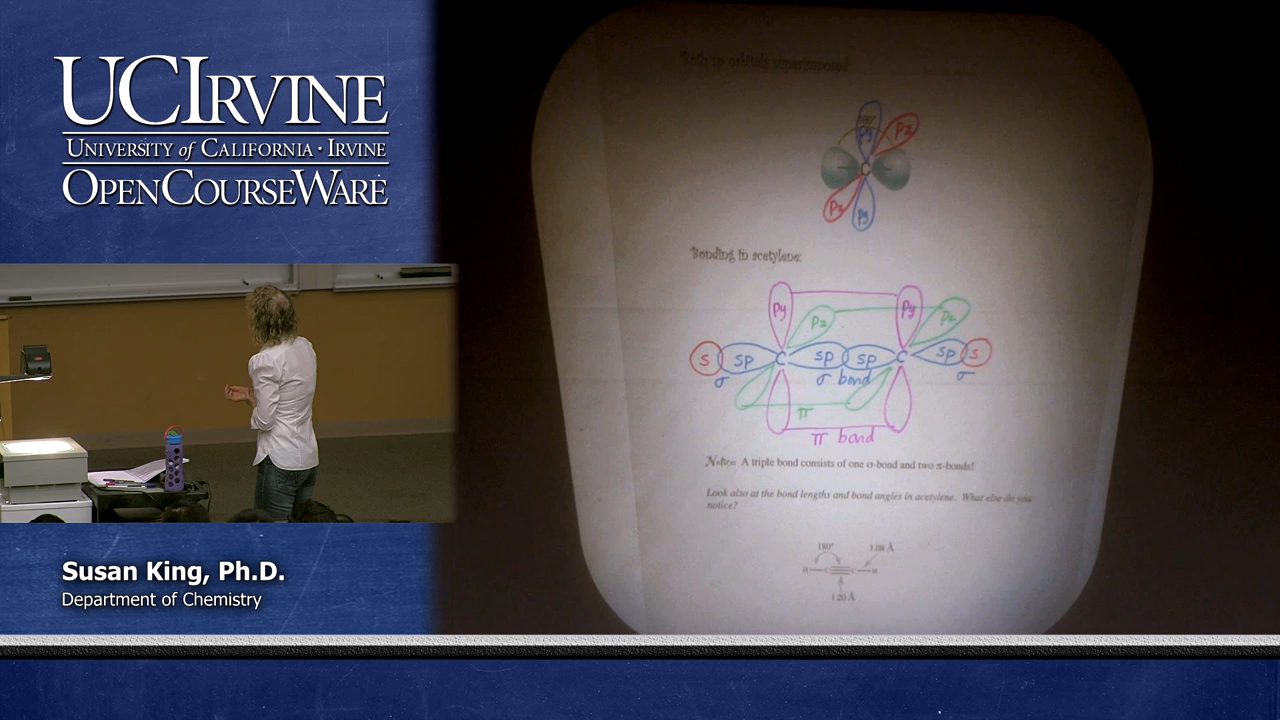 UCIRVINE
UNIVERSITY of CALIFORNIA · IRVINE
OPENCOURSEWARE
Susan King, Ph.D.
Department of Chemistry
Both sp orbitals superimposed
Py
Pz
C
Pz
Py
Bonding in acetylene:
Py
Py
Pz
Pz
S
sp
C
sp
sp
C
sp
S
σ
σ bond
σ
π
π bond
Notice: A triple bond consists of one σ-bond and two π-bonds!
Look also at the bond lengths and bond angles in acetylene. What else do you
notice?
180°
1.08 Å
H C C H
1.20 Å